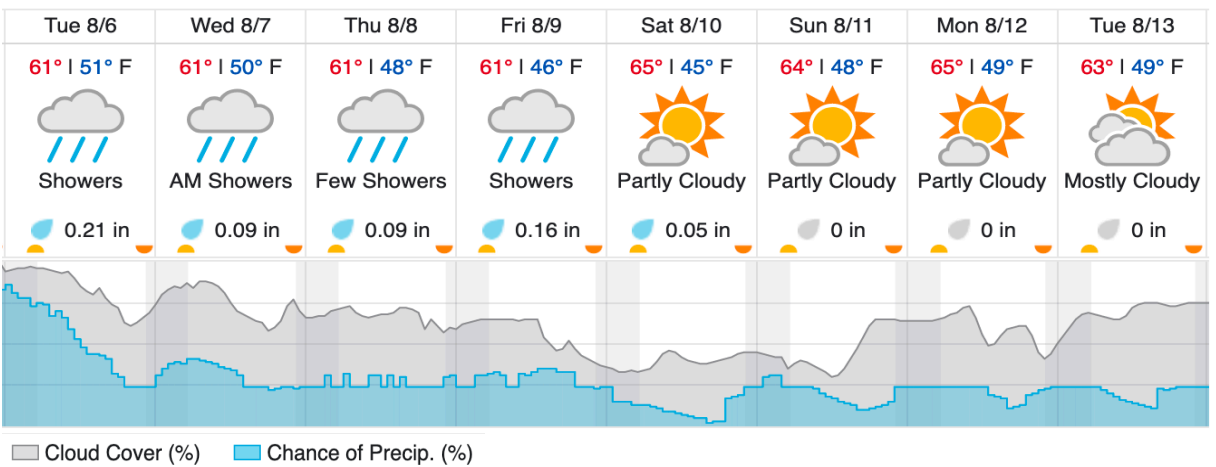 Tue 8/6 Wed 8/7 Thu 8/8 Fri 8/9 Sat 8/10 Sun 8/11 Mon 8/12 Tue 8/13
61° | 51° F 61° | 50° F 61° | 48° F 61° | 46° F 65° | 45° F 64° | 48° F 65° | 49° F 63° | 49° F
Showers AM Showers Few Showers Showers Partly Cloudy Partly Cloudy Partly Cloudy Mostly Cloudy
0.21 in 0.09 in 0.09 in 0.16 in 0.05 in 0 in 0 in 0 in
Cloud Cover (%) Chance of Precip. (%)